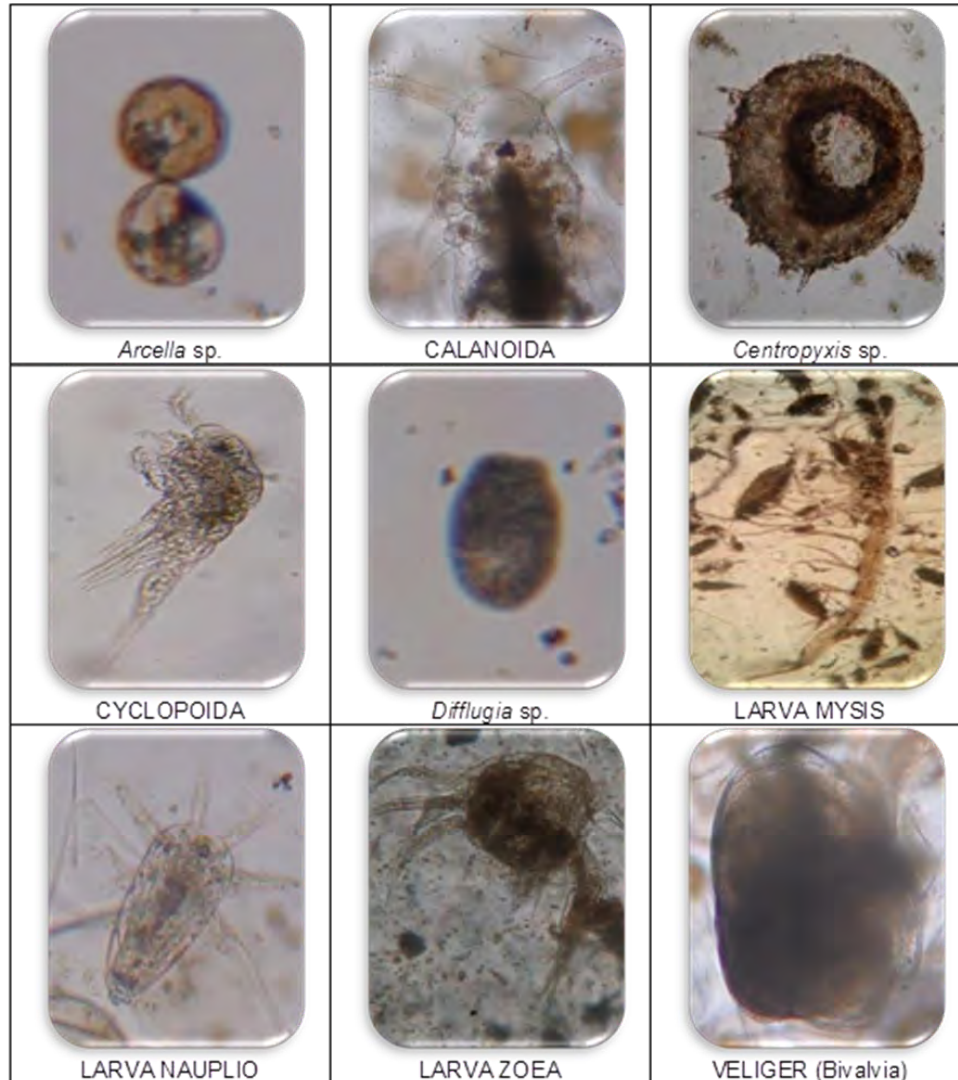 Arcella sp.
CALANOIDA
Centropyxis sp.
CYCLOPOIDA
Difflugia sp.
LARVA MYSIS
LARVA NAUPLIO
LARVA ZOEA
VELIGER (Bivalvia)